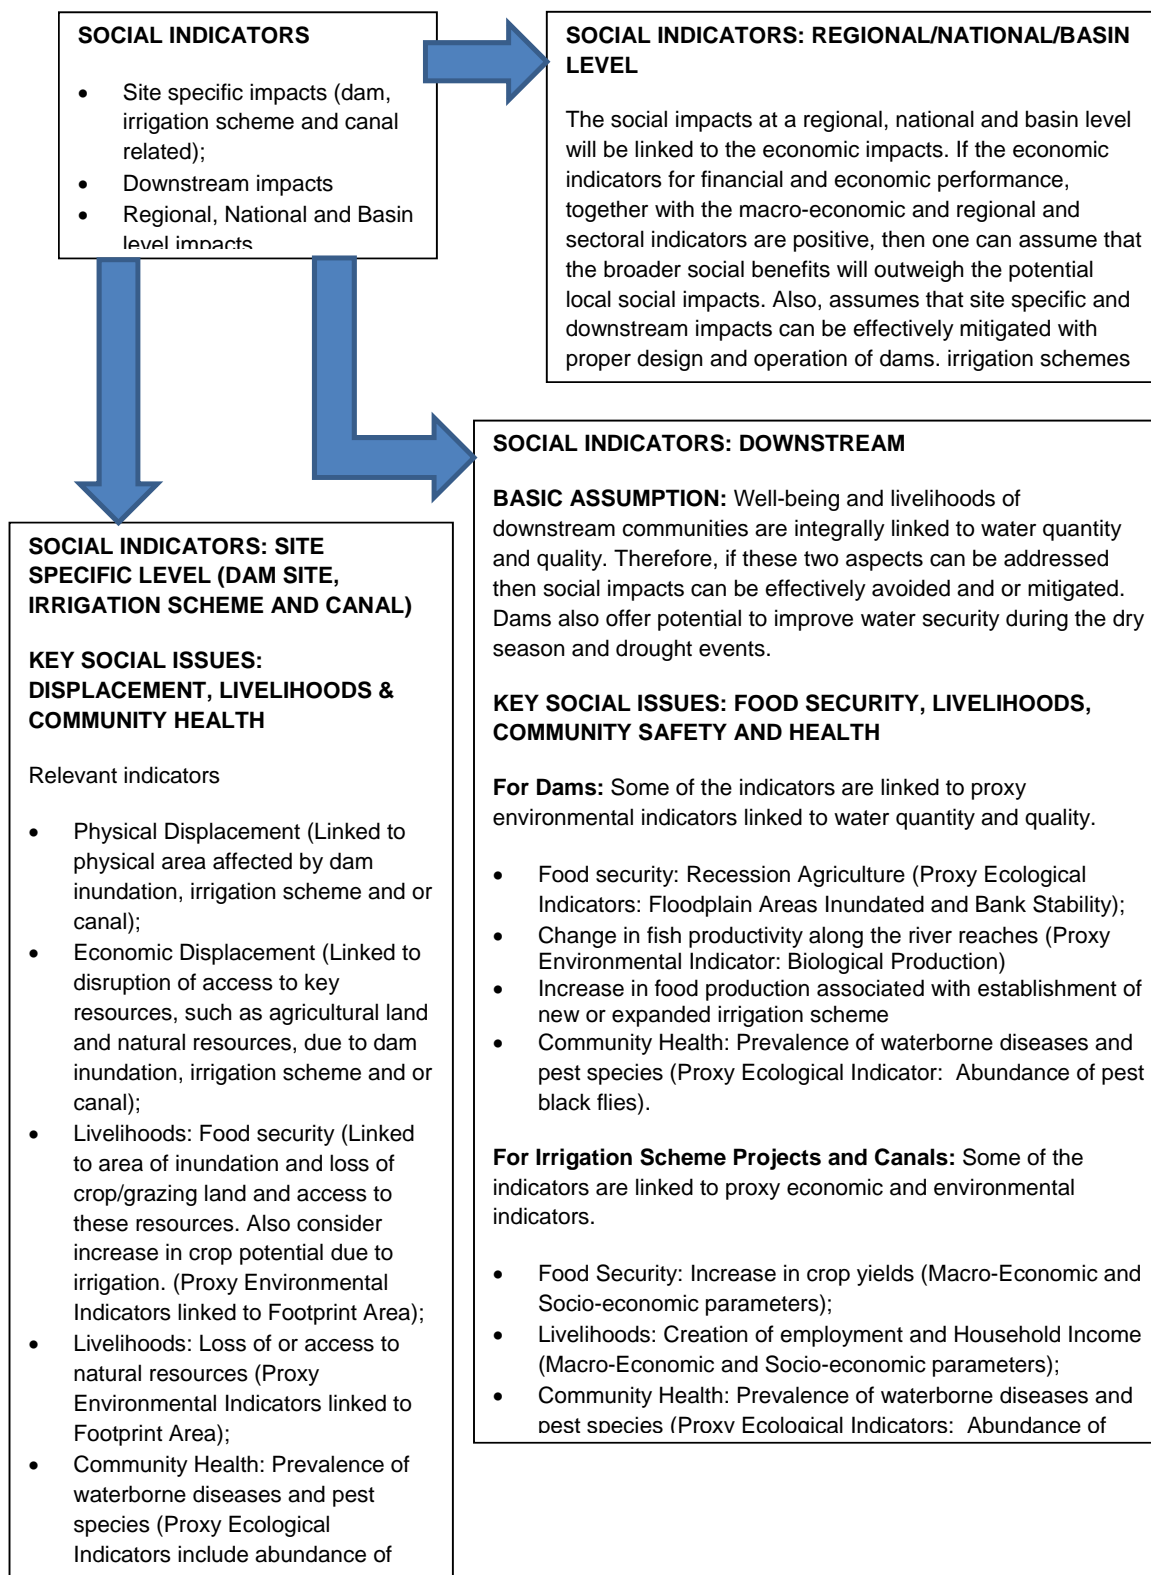 SOCIAL INDICATORS
• Site specific impacts (dam,
irrigation scheme and canal
related);
• Downstream impacts
• Regional, National and Basin
level impacts
SOCIAL INDICATORS: REGIONAL/NATIONAL/BASIN
LEVEL
The social impacts at a regional, national and basin level
will be linked to the economic impacts. If the economic
indicators for financial and economic performance,
together with the macro-economic and regional and
sectoral indicators are positive, then one can assume that
the broader social benefits will outweigh the potential
local social impacts. Also, assumes that site specific and
downstream impacts can be effectively mitigated with
proper design and operation of dams. irrigation schemes
SOCIAL INDICATORS: DOWNSTREAM
BASIC ASSUMPTION: Well-being and livelihoods of
downstream communities are integrally linked to water quantity
and quality. Therefore, if these two aspects can be addressed
then social impacts can be effectively avoided and or mitigated.
Dams also offer potential to improve water security during the dry
season and drought events.
KEY SOCIAL ISSUES: FOOD SECURITY, LIVELIHOODS,
COMMUNITY SAFETY AND HEALTH
For Dams: Some of the indicators are linked to proxy
environmental indicators linked to water quantity and quality.
• Food security: Recession Agriculture (Proxy Ecological
Indicators: Floodplain Areas Inundated and Bank Stability);
• Change in fish productivity along the river reaches (Proxy
Environmental Indicator: Biological Production)
• Increase in food production associated with establishment of
new or expanded irrigation scheme
• Community Health: Prevalence of waterborne diseases and
pest species (Proxy Ecological Indicator: Abundance of pest
black flies).
For Irrigation Scheme Projects and Canals: Some of the
indicators are linked to proxy economic and environmental
indicators.
• Food Security: Increase in crop yields (Macro-Economic and
Socio-economic parameters);
• Livelihoods: Creation of employment and Household Income
(Macro-Economic and Socio-economic parameters);
• Community Health: Prevalence of waterborne diseases and
pest species (Proxy Ecological Indicators: Abundance of
SOCIAL INDICATORS: SITE
SPECIFIC LEVEL (DAM SITE,
IRRIGATION SCHEME AND CANAL)
KEY SOCIAL ISSUES:
DISPLACEMENT, LIVELIHOODS &
COMMUNITY HEALTH
Relevant indicators
• Physical Displacement (Linked to
physical area affected by dam
inundation, irrigation scheme and or
canal);
• Economic Displacement (Linked to
disruption of access to key
resources, such as agricultural land
and natural resources, due to dam
inundation, irrigation scheme and or
canal);
• Livelihoods: Food security (Linked
to area of inundation and loss of
crop/grazing land and access to
these resources. Also consider
increase in crop potential due to
irrigation. (Proxy Environmental
Indicators linked to Footprint Area);
• Livelihoods: Loss of or access to
natural resources (Proxy
Environmental Indicators linked to
Footprint Area);
• Community Health: Prevalence of
waterborne diseases and pest
species (Proxy Ecological
Indicators include abundance of